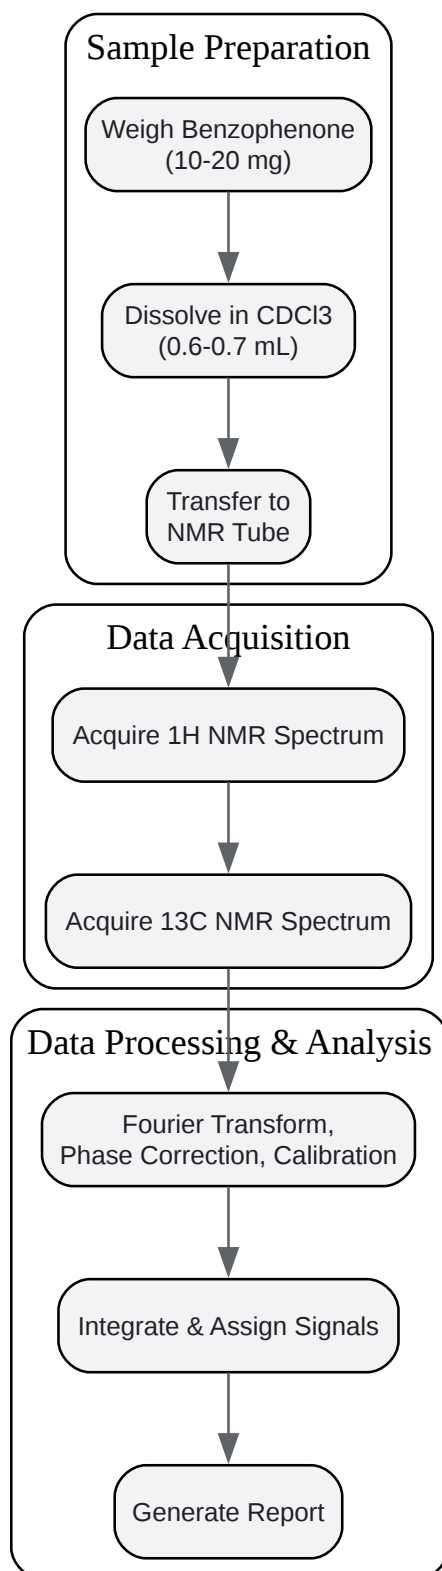 Sample Preparation
Weigh Benzophenone
(10-20 mg)
Dissolve in CDCl3
(0.6-0.7 mL)
Transfer to
NMR Tube
Data Acquisition
Acquire 1H NMR Spectrum
Acquire 13C NMR Spectrum
Data Processing & Analysis
Fourier Transform,
Phase Correction, Calibration
Integrate & Assign Signals
Generate Report